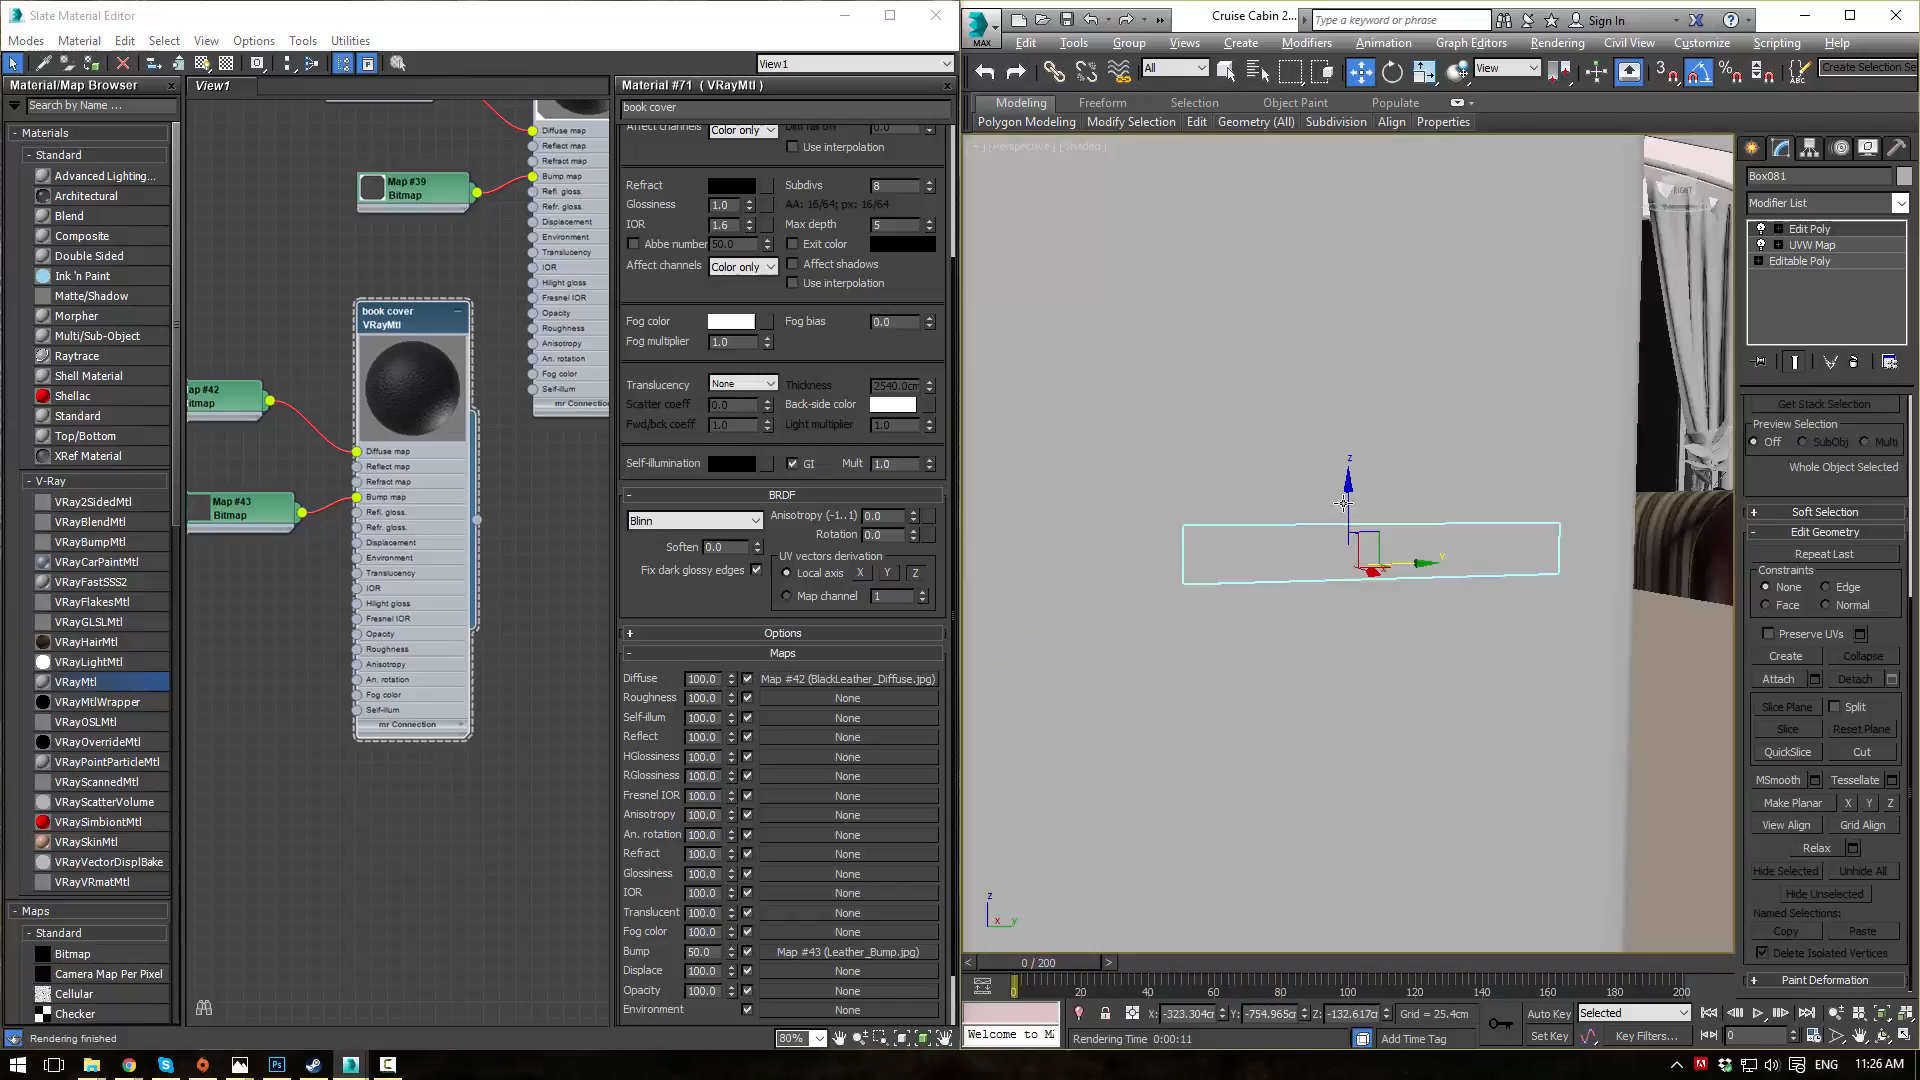 Slate Material Editor
Modes Material Edit Select View Options Tools Utilities
View1
Material/Map Browser
Search by Name ...
- Materials
- Standard
Advanced Lighting...
Architectural
Blend
Composite
Double Sided
Ink 'n Paint
Matte/Shadow
Morpher
Multi/Sub-Object
Raytrace
Shell Material
Shellac
Standard
Top/Bottom
XRef Material
- V-Ray
VRay2SidedMtl
VRayBlendMtl
VRayBumpMtl
VRayCarPaintMtl
VRayFastSSS2
VRayFlakesMtl
VRayGLSLMtl
VRayHairMtl
VRayLightMtl
VRayMtl
VRayMtlWrapper
VRayOSLMtl
VRayOverrideMtl
VRayPointParticleMtl
VRayScannedMtl
VRayScatterVolume
VRaySimbiontMtl
VRaySkinMtl
VRayVectorDisplBake
VRayVRmatMtl
- Maps
- Standard
Bitmap
Camera Map Per Pixel
Cellular
Checker
Rendering finished
View1
Map #39
Bitmap
Diffuse map
Reflect map
Refract map
Bump map
Refl. gloss.
Refr. gloss.
Displacement
Environment
Translucency
IOR
Hilight gloss
Fresnel IOR
Opacity
Roughness
Anisotropy
An. rotation
Fog color
Self-illum
mr Connection
book cover
VRayMtl
ap #42
itmap
Map #43
Bitmap
Diffuse map
Reflect map
Refract map
Bump map
Refl. gloss.
Refr. gloss.
Displacement
Environment
Translucency
IOR
Hilight gloss
Fresnel IOR
Opacity
Roughness
Anisotropy
An. rotation
Fog color
Self-illum
mr Connection
80%
Material #71 ( VRayMtl )
book cover
Affect channels Color only Dim fall off 0.0
Use interpolation
Refract Subdivs 8
Glossiness 1.0 AA: 16/64; px: 16/64
IOR 1.6 Max depth 5
Abbe number 50.0 Exit color
Affect channels Color only Affect shadows
Use interpolation
Fog color Fog bias 0.0
Fog multiplier 1.0
Translucency None Thickness 2540.0cm
Scatter coeff 0.0 Back-side color
Fwd/bck coeff 1.0 Light multiplier 1.0
Self-illumination GI Mult 1.0
- BRDF
Blinn Anisotropy (-1..1) 0.0
Rotation 0.0
Soften 0.0 UV vectors derivation
Fix dark glossy edges Local axis X Y Z
Map channel 1
+ Options
- Maps
Diffuse 100.0 Map #42 (BlackLeather_Diffuse.jpg)
Roughness 100.0 None
Self-illum 100.0 None
Reflect 100.0 None
HGlossiness 100.0 None
RGlossiness 100.0 None
Fresnel IOR 100.0 None
Anisotropy 100.0 None
An. rotation 100.0 None
Refract 100.0 None
Glossiness 100.0 None
IOR 100.0 None
Translucent 100.0 None
Fog color 100.0 None
Bump 50.0 Map #43 (Leather_Bump.jpg)
Displace 100.0 None
Opacity 100.0 None
Environment None
MAX
Cruise Cabin 2...
Type a keyword or phrase
Sign In
Edit Tools Group Views Create Modifiers Animation Graph Editors Rendering Civil View Customize Scripting Help
All View Create Selection Se
Modeling Freeform Selection Object Paint Populate
Polygon Modeling Modify Selection Edit Geometry (All) Subdivision Align Properties
[ + ] [ Perspective ] [ Shaded ]
RIGHT
z
y
x
z
x y
Box081
Modifier List
Edit Poly
UVW Map
Editable Poly
Get Stack Selection
Preview Selection
Off SubObj Multi
Whole Object Selected
+ Soft Selection
- Edit Geometry
Repeat Last
Constraints
None Edge
Face Normal
Preserve UVs
Create Collapse
Attach Detach
Slice Plane Split
Slice Reset Plane
QuickSlice Cut
MSmooth Tessellate
Make Planar X Y Z
View Align Grid Align
Relax
Hide Selected Unhide All
Hide Unselected
Named Selections:
Copy Paste
Delete Isolated Vertices
+ Paint Deformation
< 0 / 200 >
0 20 40 60 80 100 120 140 160 180 200
X: -323.304c Y: -754.965c Z: -132.617c Grid = 25.4cm Auto Key Selected
Welcome to M Rendering Time 0:00:11 Add Time Tag Set Key Key Filters... 0
ENG 11:26 AM